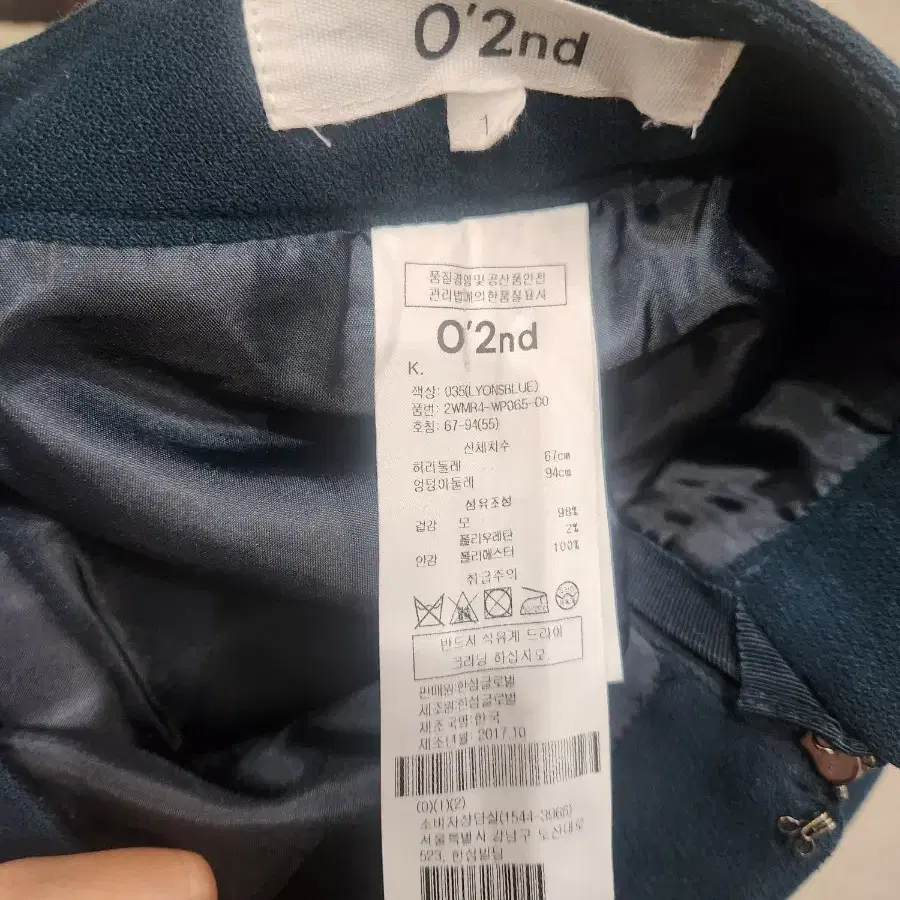 O'2nd
1
품질경영및공산품안전
관리법에의한품질표시
O'2nd
K.
색상: 035(LYONSBLUE)
품번: 2WMR4-WP065-C0
호칭: 67-94(55)
신체치수
허리둘레 67cm
엉덩이둘레 94cm
섬유조성
겉감 모 98%
폴리우레탄 2%
안감 폴리에스터 100%
취급주의
반드시 석유계 드라이
크리닝 하십시오.
판매원:한섬글로벌
제조원:한섬글로벌
제조국명:한국
제조년월: 2017.10
(0)(1)(2)
소비자상담실(1544-3965)
서울특별시 강남구 도산대로
523, 한섬빌딩